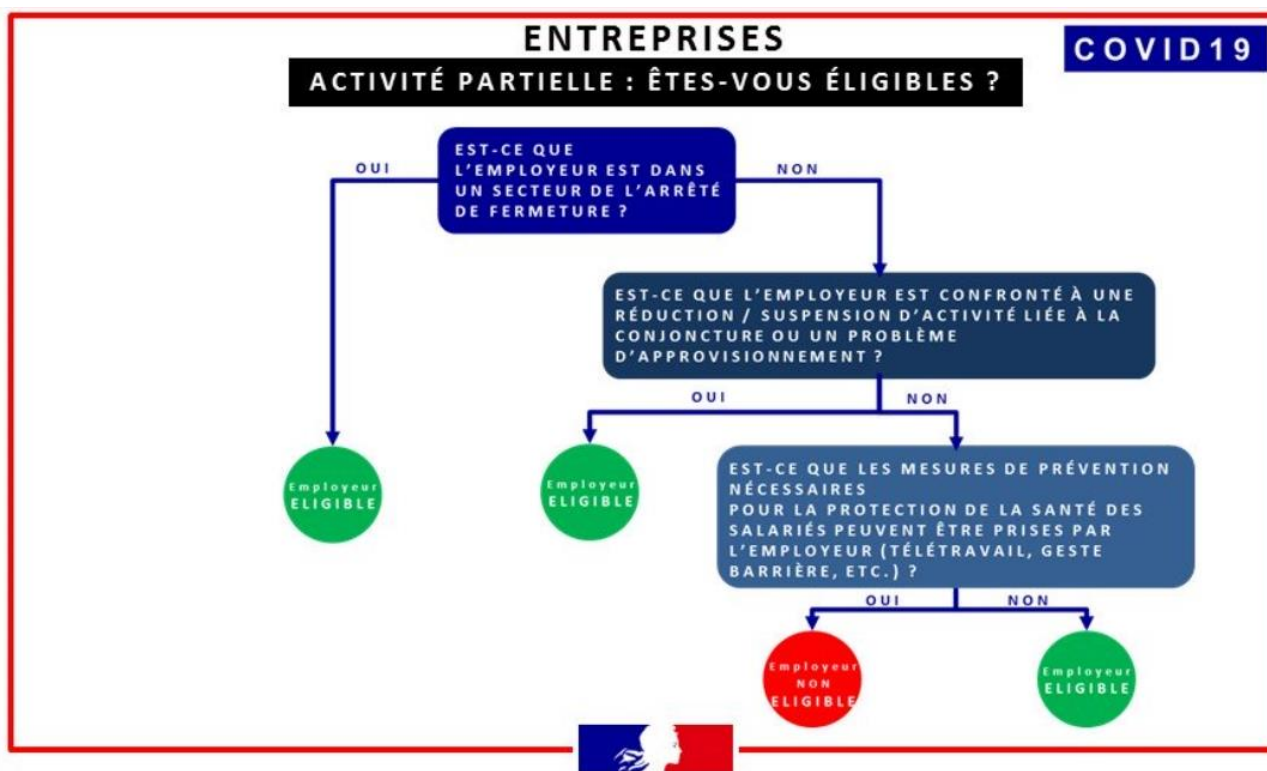 ENTREPRISES
COVID19
ACTIVITÉ PARTIELLE : ÊTES-VOUS ÉLIGIBLES ?
OUI
EST-CE QUE
L'EMPLOYEUR EST DANS
UN SECTEUR DE L'ARRÊTÉ
DE FERMETURE ?
NON
EST-CE QUE L'EMPLOYEUR EST CONFRONTÉ À UNE
RÉDUCTION / SUSPENSION D'ACTIVITÉ LIÉE À LA
CONJONCTURE OU UN PROBLÈME
D'APPROVISIONNEMENT ?
OUI
NON
Employeur
ELIGIBLE
Employeur
ELIGIBLE
EST-CE QUE LES MESURES DE PRÉVENTION
NÉCESSAIRES
POUR LA PROTECTION DE LA SANTÉ DES
SALARIÉS PEUVENT ÊTRE PRISES PAR
L'EMPLOYEUR (TÉLÉTRAVAIL, GESTE
BARRIÈRE, ETC.) ?
OUI
NON
Employeur
NON
ELIGIBLE
Employeur
ELIGIBLE